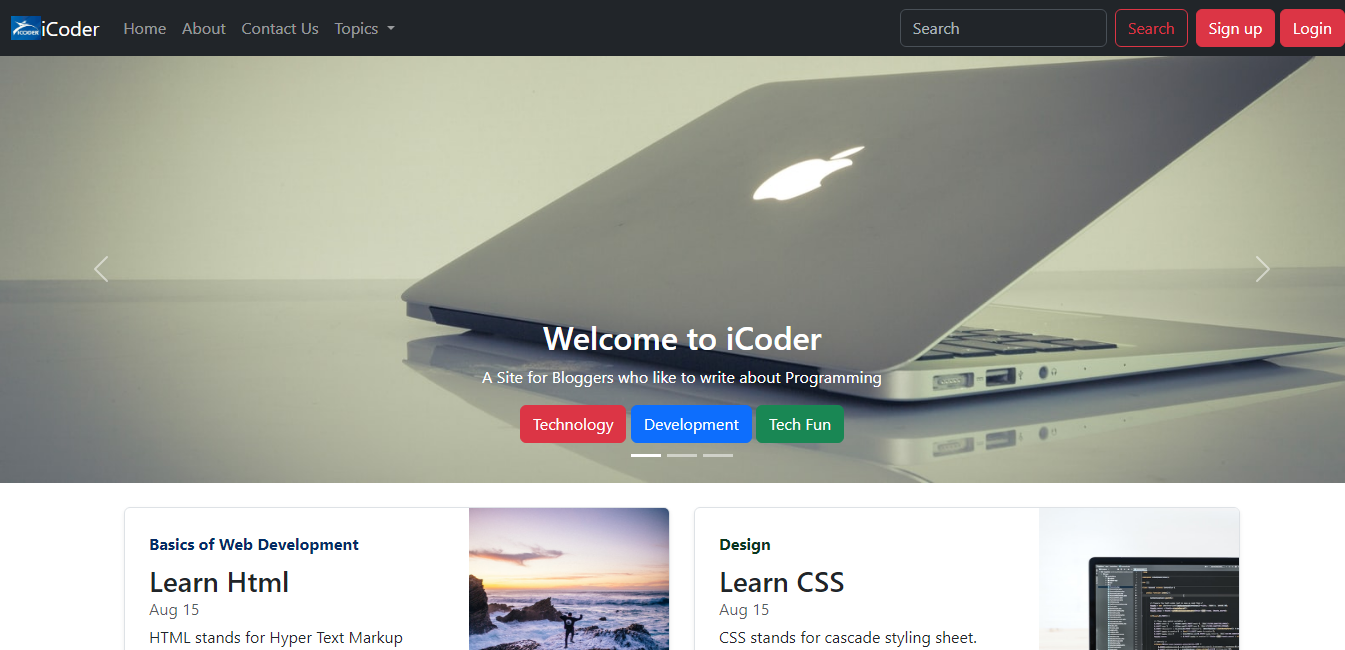 iCODER iCoder Home About Contact Us Topics Search Search Sign up Login
Welcome to iCoder
A Site for Bloggers who like to write about Programming
Technology Development Tech Fun
Basics of Web Development
Learn Html
Aug 15
HTML stands for Hyper Text Markup
Design
Learn CSS
Aug 15
CSS stands for cascade styling sheet.